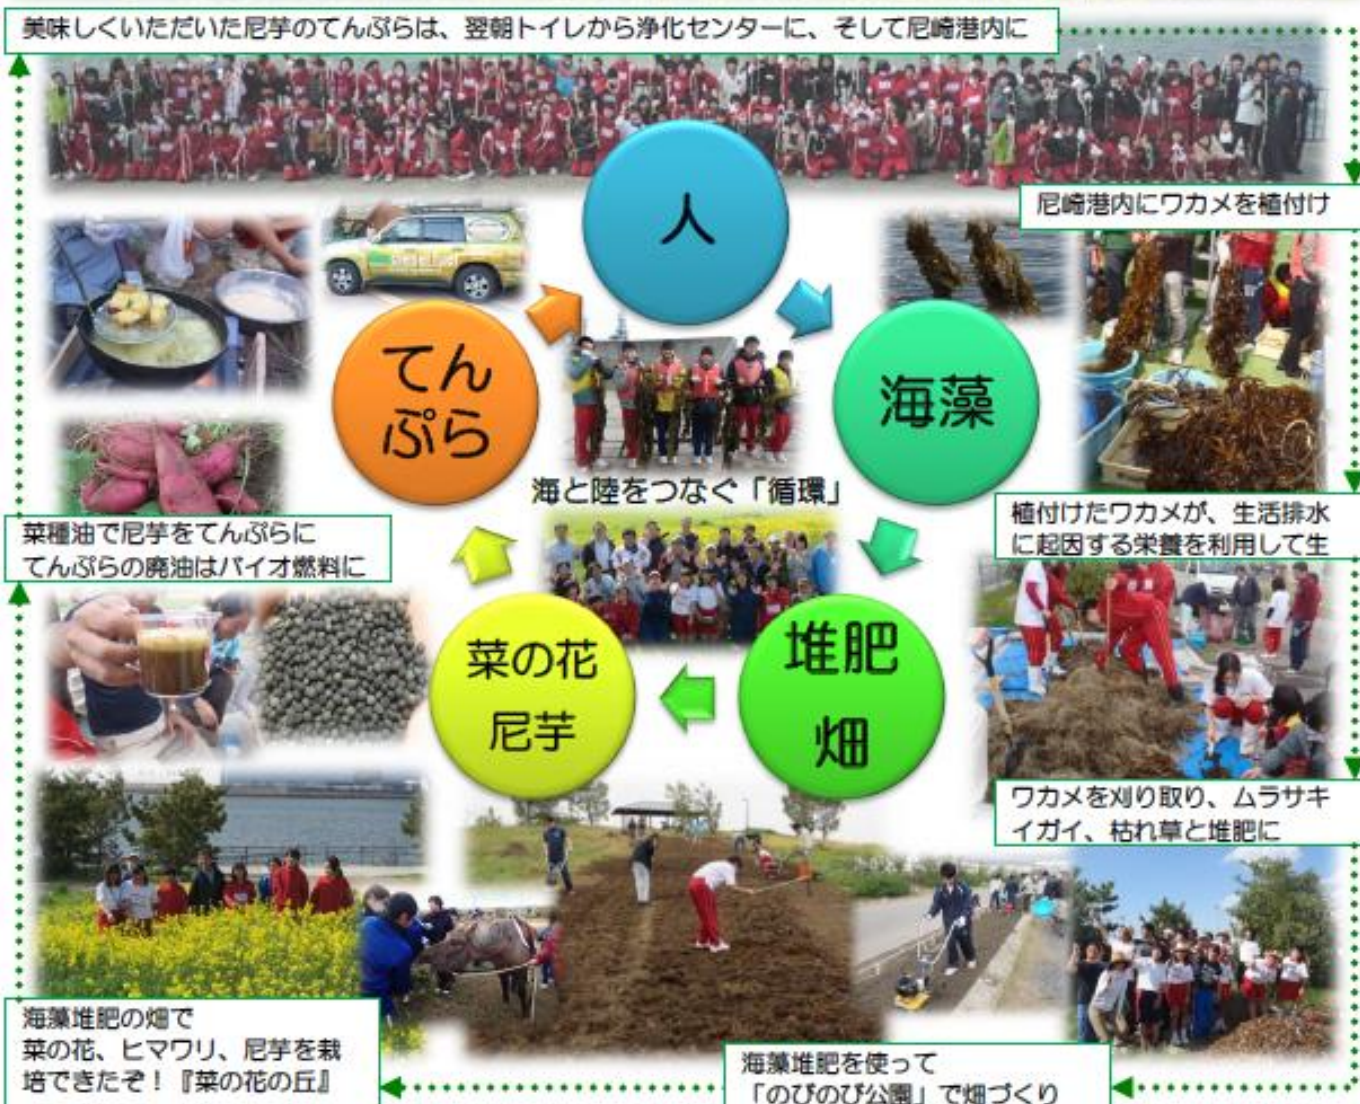 美味しくいただいた尼芋のてんぷらは、翌朝トイレから浄化センターに、そして尼崎港内に
人
尼崎港内にワカメを植付け
てん
ぷら
海藻
海と陸をつなぐ「循環」
植付けたワカメが、生活排水
に起因する栄養を利用して生
菜種油で尼芋をてんぷらに
てんぷらの廃油はバイオ燃料に
菜の花
尼芋
堆肥
畑
ワカメを刈り取り、ムラサキ
イガイ、枯れ草と堆肥に
海藻堆肥の畑で
菜の花、ヒマワリ、尼芋を栽
培できたぞ！『菜の花の丘』
海藻堆肥を使って
「のびのび公園」で畑づくり